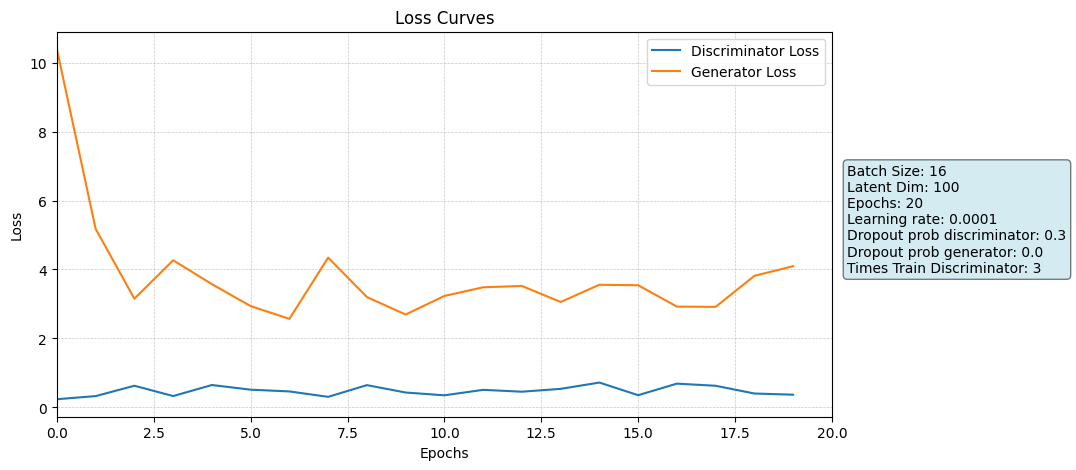 Loss Curves
Discriminator Loss
Generator Loss
10
8
6
4
2
0
Loss
0.0 2.5 5.0 7.5 10.0 12.5 15.0 17.5 20.0
Epochs
Batch Size: 16
Latent Dim: 100
Epochs: 20
Learning rate: 0.0001
Dropout prob discriminator: 0.3
Dropout prob generator: 0.0
Times Train Discriminator: 3